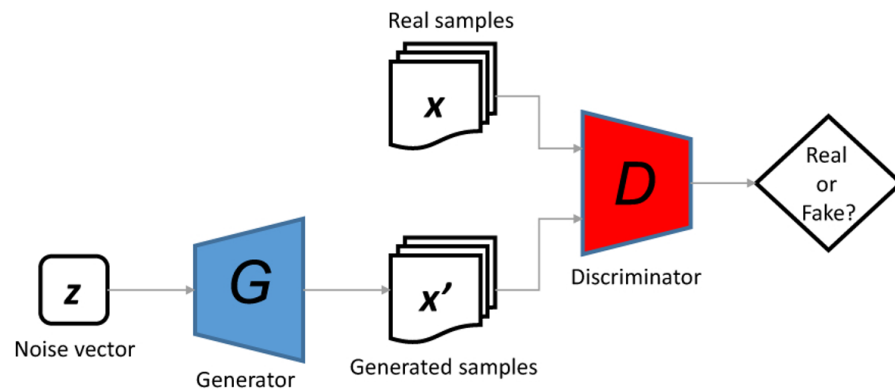 Real samples
x
D
Real
or
Fake?
Discriminator
z
G
x'
Noise vector
Generator
Generated samples